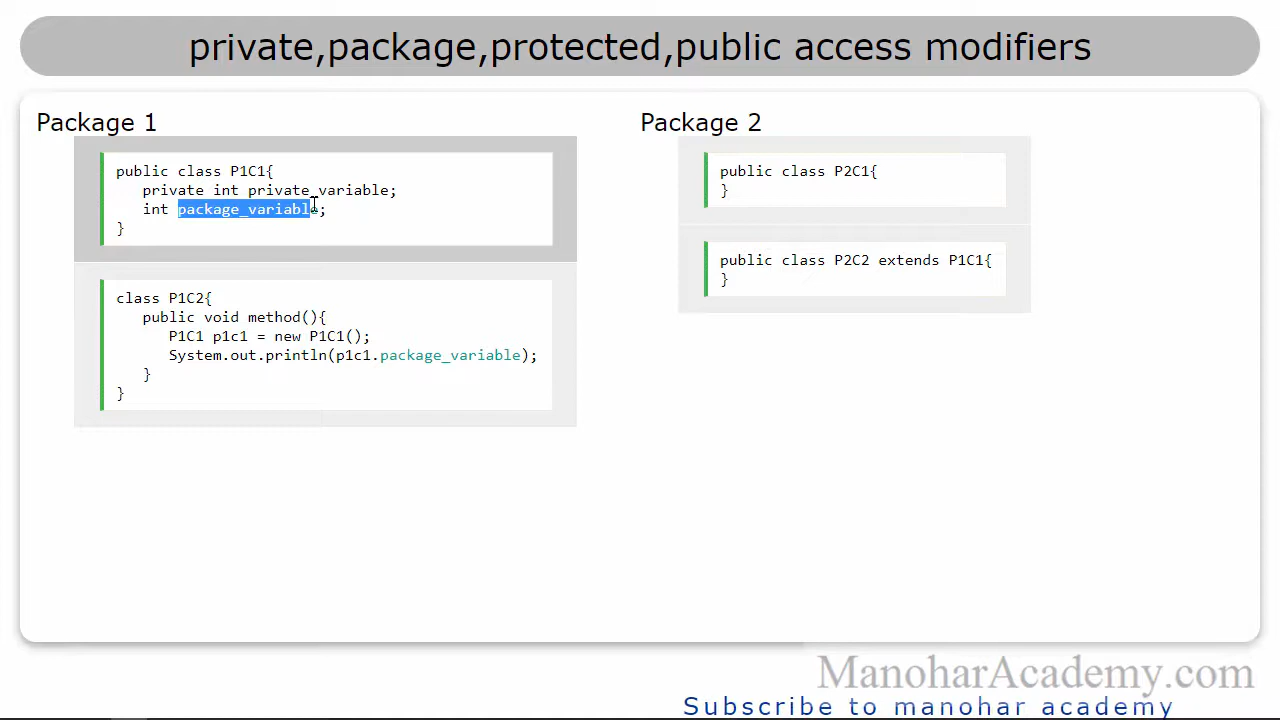 private,package,protected,public access modifiers
Package 1
public class P1C1{
private int private_variable;
int package_variable;
}
class P1C2{
public void method(){
P1C1 p1c1 = new P1C1();
System.out.println(p1c1.package_variable);
}
}
Package 2
public class P2C1{
}
public class P2C2 extends P1C1{
}
ManoharAcademy.com
Subscribe to manohar academy